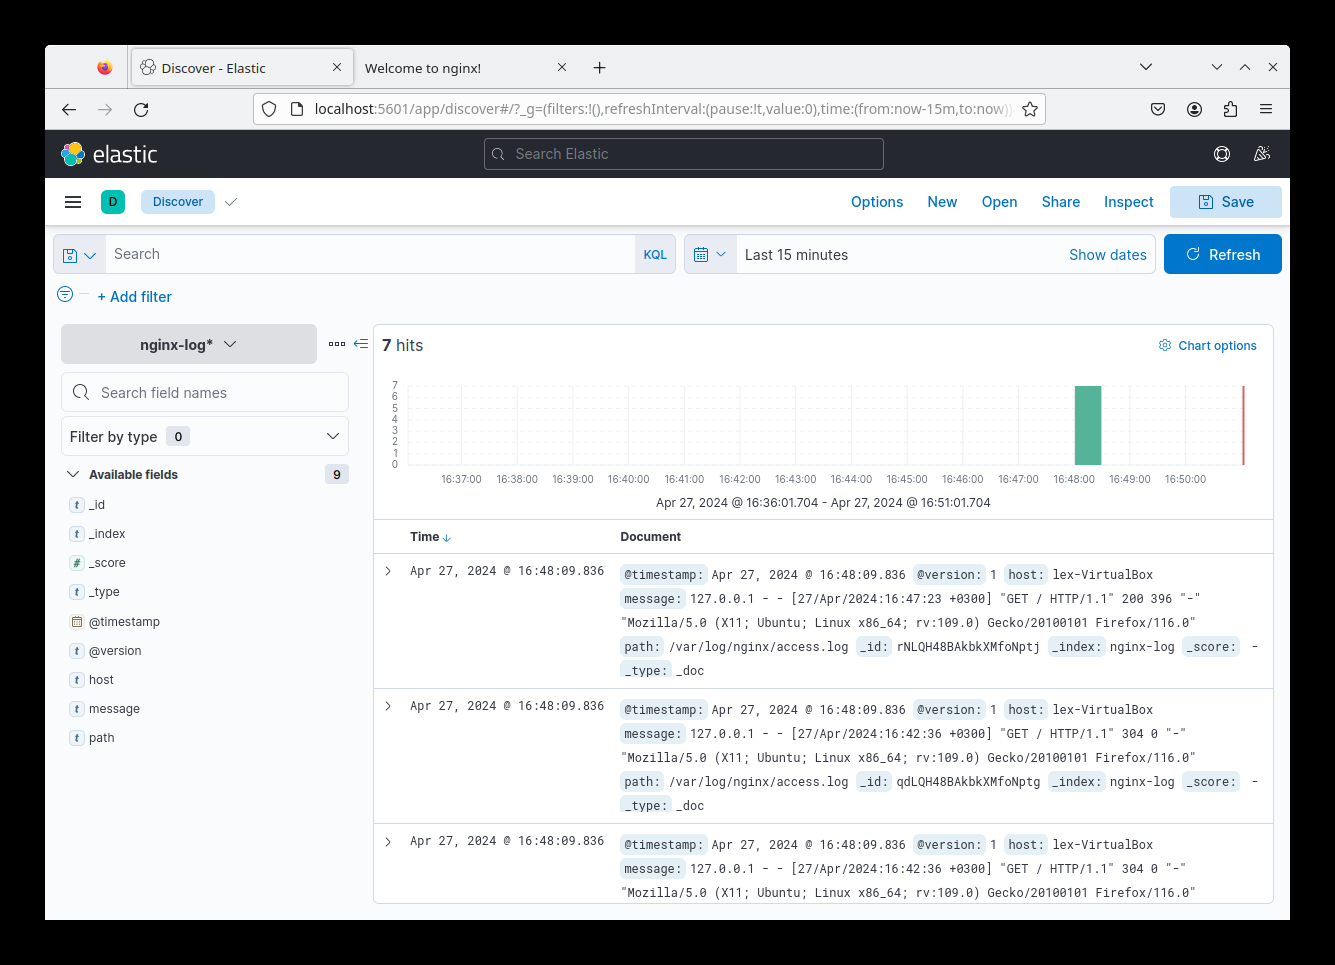 Discover - Elastic
Welcome to nginx!
localhost:5601/app/discover#/?_g=(filters:!(),refreshInterval:(pause:!t,value:0),time:(from:now-15m,to:now))
elastic
Search Elastic
D
Discover
Options New Open Share Inspect Save
Search
KQL
Last 15 minutes
Show dates
Refresh
+ Add filter
nginx-log*
Search field names
Filter by type 0
Available fields 9
t _id
t _index
# _score
t _type
@timestamp
t @version
t host
t message
t path
7 hits
Chart options
7
6
5
4
3
2
1
0
16:37:00 16:38:00 16:39:00 16:40:00 16:41:00 16:42:00 16:43:00 16:44:00 16:45:00 16:46:00 16:47:00 16:48:00 16:49:00 16:50:00
Apr 27, 2024 @ 16:36:01.704 - Apr 27, 2024 @ 16:51:01.704
Time Document
Apr 27, 2024 @ 16:48:09.836
@timestamp: Apr 27, 2024 @ 16:48:09.836 @version: 1 host: lex-VirtualBox
message: 127.0.0.1 - - [27/Apr/2024:16:47:23 +0300] "GET / HTTP/1.1" 200 396 "-"
"Mozilla/5.0 (X11; Ubuntu; Linux x86_64; rv:109.0) Gecko/20100101 Firefox/116.0"
path: /var/log/nginx/access.log _id: rNLQH48BAkbkXMfoNptj _index: nginx-log _score: -
_type: _doc
Apr 27, 2024 @ 16:48:09.836
@timestamp: Apr 27, 2024 @ 16:48:09.836 @version: 1 host: lex-VirtualBox
message: 127.0.0.1 - - [27/Apr/2024:16:42:36 +0300] "GET / HTTP/1.1" 304 0 "-"
"Mozilla/5.0 (X11; Ubuntu; Linux x86_64; rv:109.0) Gecko/20100101 Firefox/116.0"
path: /var/log/nginx/access.log _id: qdLQH48BAkbkXMfoNptg _index: nginx-log _score: -
_type: _doc
Apr 27, 2024 @ 16:48:09.836
@timestamp: Apr 27, 2024 @ 16:48:09.836 @version: 1 host: lex-VirtualBox
message: 127.0.0.1 - - [27/Apr/2024:16:42:36 +0300] "GET / HTTP/1.1" 304 0 "-"
"Mozilla/5.0 (X11; Ubuntu; Linux x86_64; rv:109.0) Gecko/20100101 Firefox/116.0"